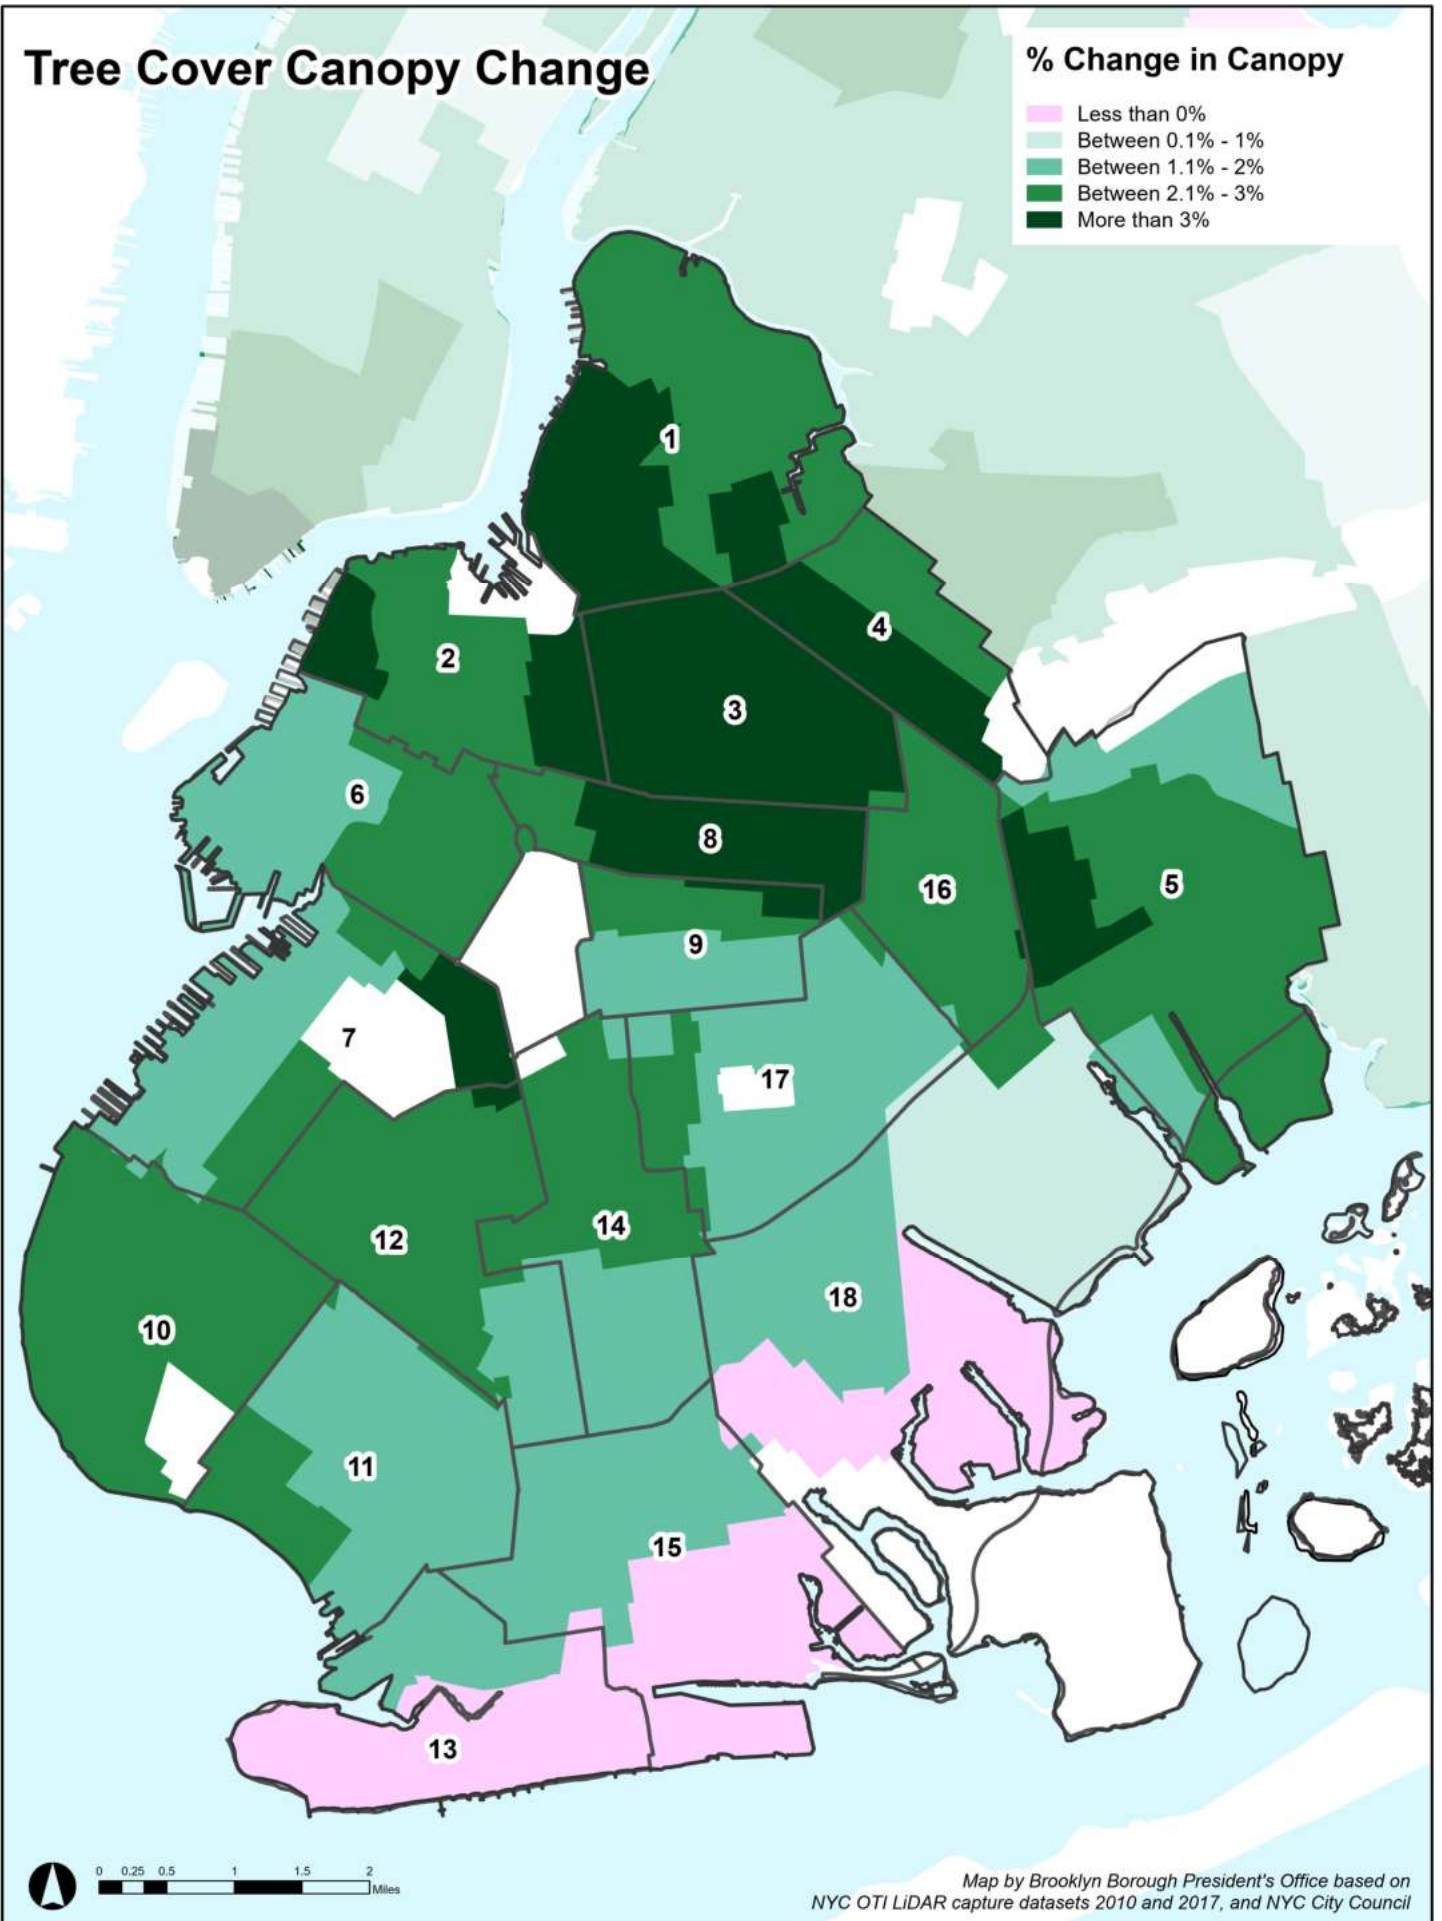 Tree Cover Canopy Change
% Change in Canopy
Less than 0%
Between 0.1% - 1%
Between 1.1% - 2%
Between 2.1% - 3%
More than 3%
1
4
2
3
6
8
5
16
9
7
17
14
12
18
10
11
15
13
0 0.25 0.5 1 1.5 2
Miles
Map by Brooklyn Borough President's Office based on
NYC OTI LiDAR capture datasets 2010 and 2017, and NYC City Council